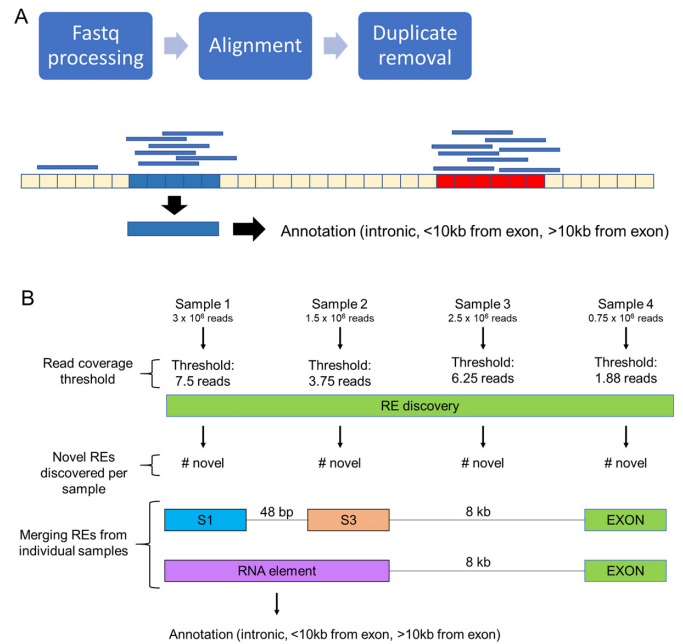 A
Fastq processing
Alignment
Duplicate removal
Annotation (intronic, <10kb from exon, >10kb from exon)
B
Sample 1
3 x 10⁶ reads
Sample 2
1.5 x 10⁶ reads
Sample 3
2.5 x 10⁶ reads
Sample 4
0.75 x 10⁶ reads
Read coverage threshold
Threshold:
7.5 reads
Threshold:
3.75 reads
Threshold:
6.25 reads
Threshold:
1.88 reads
RE discovery
Novel REs discovered per sample
# novel
# novel
# novel
# novel
Merging REs from individual samples
S1
48 bp
S3
8 kb
EXON
RNA element
8 kb
EXON
Annotation (intronic, <10kb from exon, >10kb from exon)